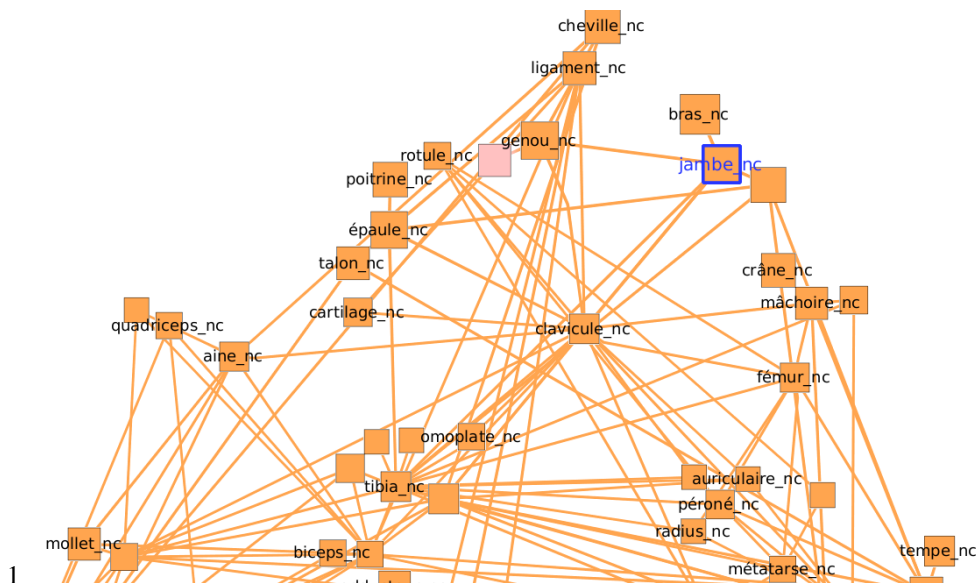 cheville_nc
ligament_nc
bras_nc
genou_nc
rotule_nc
jambe_nc
poitrine_nc
épaule_nc
talon_nc
crâne_nc
mâchoire_nc
cartilage_nc
quadriceps_nc
clavicule_nc
aine_nc
fémur_nc
omoplate_nc
auriculaire_nc
tibia_nc
péroné_nc
radius_nc
mollet_nc
biceps_nc
tempe_nc
métatarse_nc
1